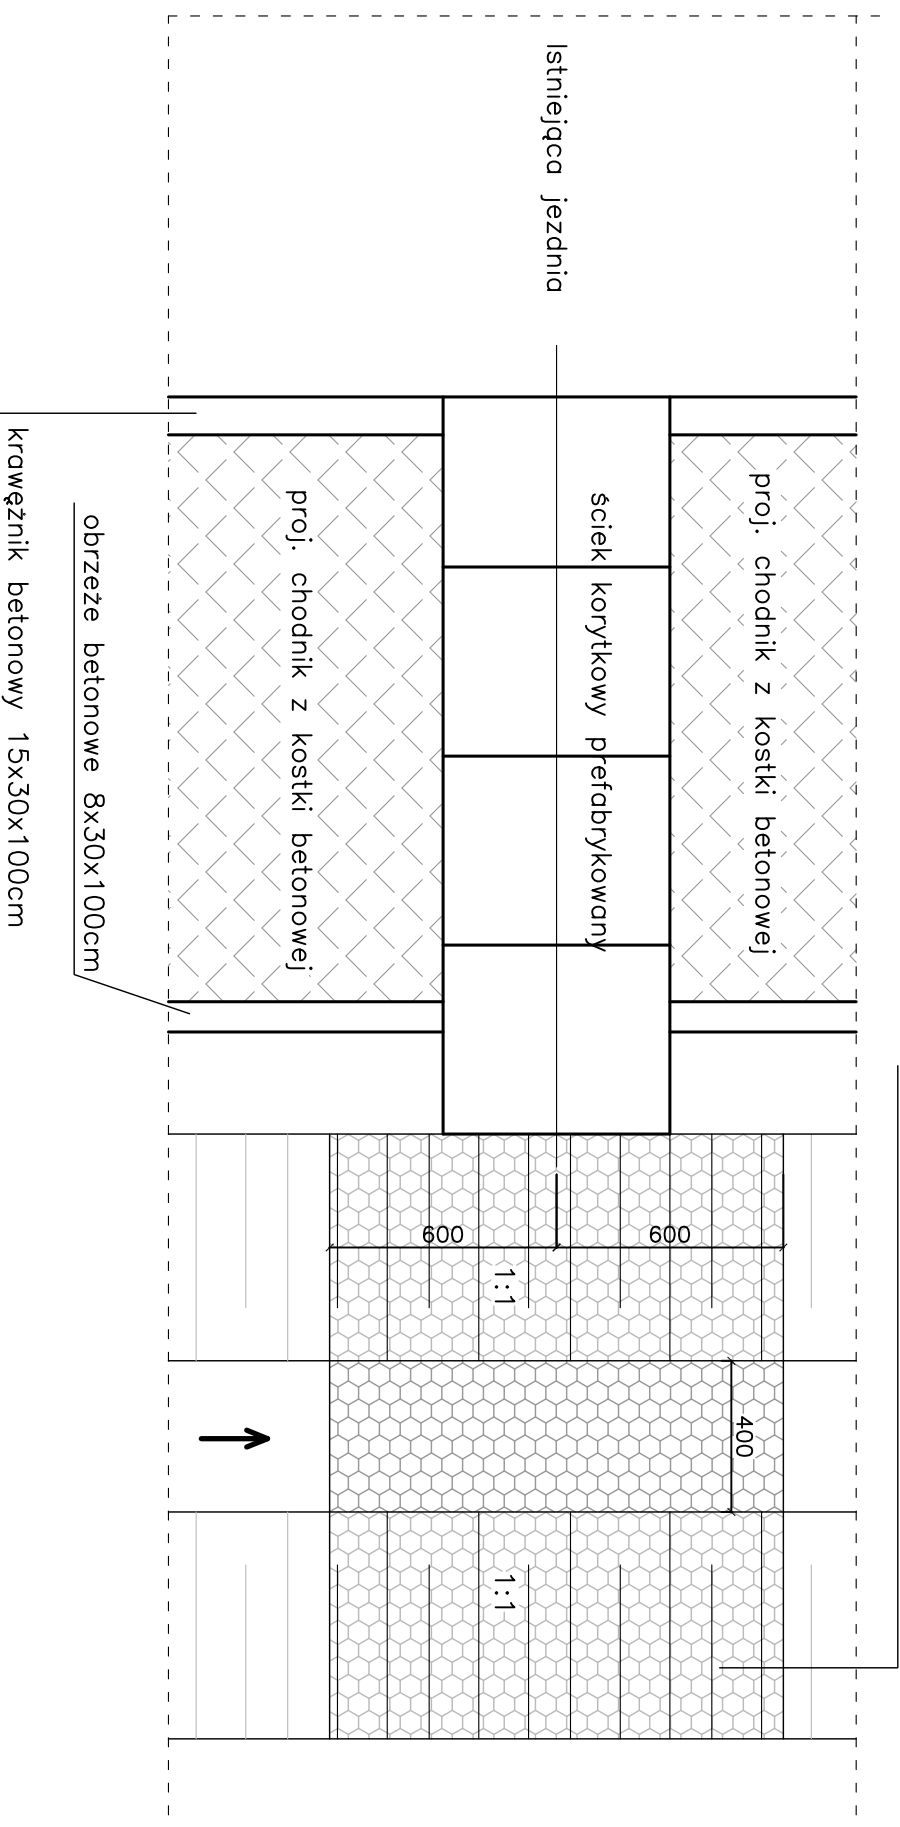 Istniejąca jezdnia
proj. chodnik z kostki betonowej
ściek korytkowy prefabrykowany
proj. chodnik z kostki betonowej
obrzeże betonowe 8x30x100cm
krawężnik betonowy 15x30x100cm
600
600
1:1
400
1:1